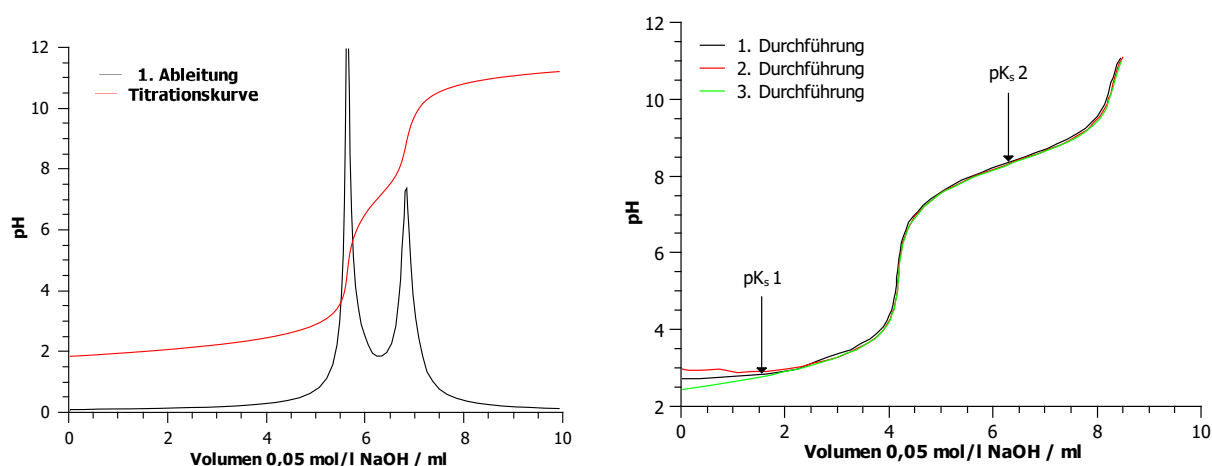 12
10
8
6
4
2
0
pH
1. Ableitung
Titrationskurve
0 2 4 6 8 10
Volumen 0,05 mol/l NaOH / ml
12
10
8
6
4
2
pH
1. Durchführung
2. Durchführung
3. Durchführung
pKs 2
pKs 1
0 2 4 6 8 10
Volumen 0,05 mol/l NaOH / ml